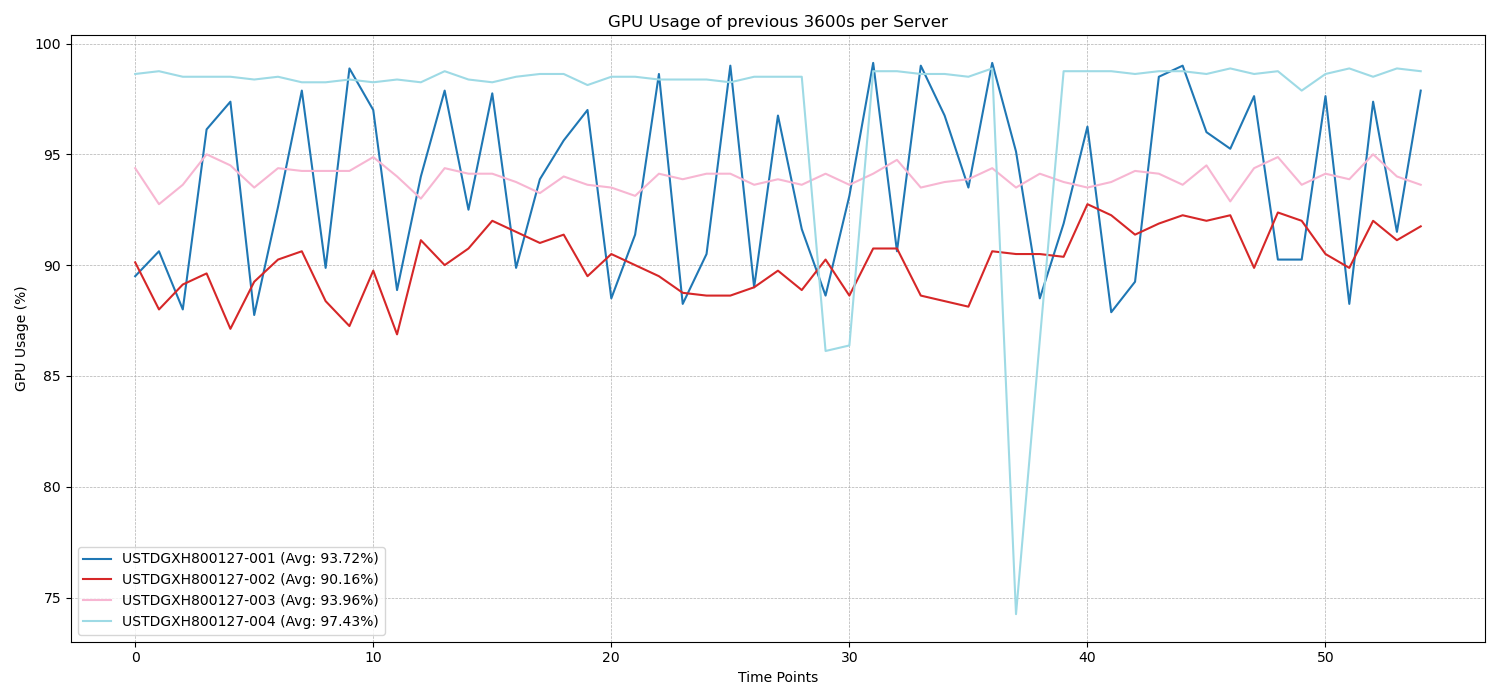 GPU Usage of previous 3600s per Server
100
95
90
85
80
75
GPU Usage (%)
USTDGXH800127-001 (Avg: 93.72%)
USTDGXH800127-002 (Avg: 90.16%)
USTDGXH800127-003 (Avg: 93.96%)
USTDGXH800127-004 (Avg: 97.43%)
0 10 20 30 40 50
Time Points